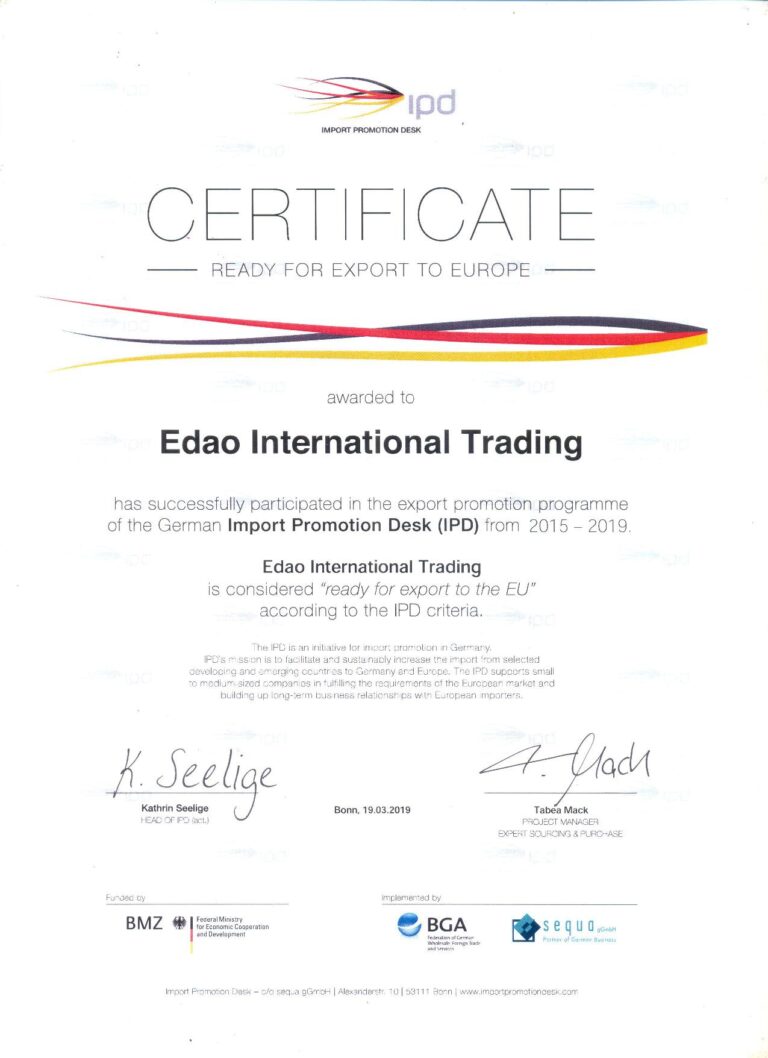 ipd
IMPORT PROMOTION DESK
CERTIFICATE
READY FOR EXPORT TO EUROPE
awarded to
Edao International Trading
has successfully participated in the export promotion programme
of the German Import Promotion Desk (IPD) from 2015 – 2019.
Edao International Trading
is considered "ready for export to the EU"
according to the IPD criteria.
The IPD is an initiative for import promotion in Germany.
IPD's mission is to facilitate and sustainably increase the import from selected
developing and emerging countries to Germany and Europe. The IPD supports small
to medium-sized companies in fulfilling the requirements of the European market and
building up long-term business relationships with European importers.
K. Seelige
T. Mack
Kathrin Seelige
HEAD OF IPD (act.)
Bonn, 19.03.2019
Tabea Mack
PROJECT MANAGER
EXPERT SOURCING & PURCHASE
Funded by
Implemented by
BMZ
Federal Ministry
for Economic Cooperation
and Development
BGA
Federation of German
Wholesale, Foreign Trade
and Services
sequa gGmbH
Partner of German Business
Import Promotion Desk – c/o sequa gGmbH | Alexanderstr. 10 | 53111 Bonn | www.importpromotiondesk.com